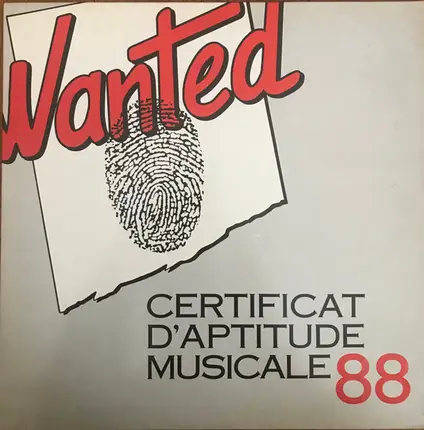 Wanted
CERTIFICAT
D'APTITUDE
MUSICALE 88